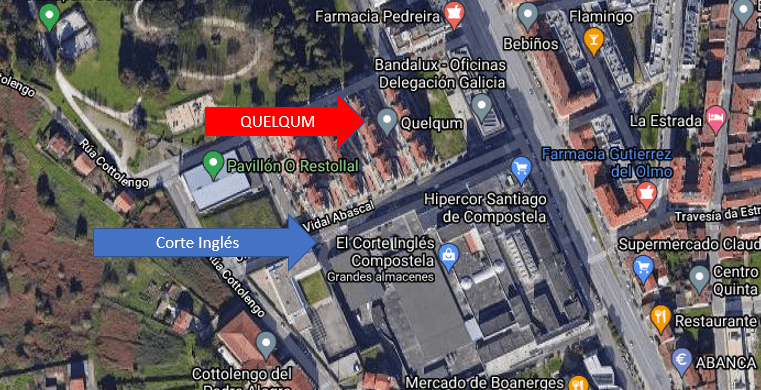 Farmacia Pedreira
Flamingo
Bebiños
Bandalux - Oficinas
Delegación Galicia
QUELQUM
Quelqum
La Estrada
Rúa Cottolengo
Pavillón O Restollal
Farmacia Gutierrez
del Olmo
Vidal Abascal
Hipercor Santiago
de Compostela
Travesía da Estr
Corte Inglés
El Corte Inglés
Compostela
Grandes almacenes
Supermercado Claud
Rúa Cottolengo
Centro
Quinta
Restaurante
Cottolengo del
Padre Alegre
ABANCA
Mercado de Boanerges